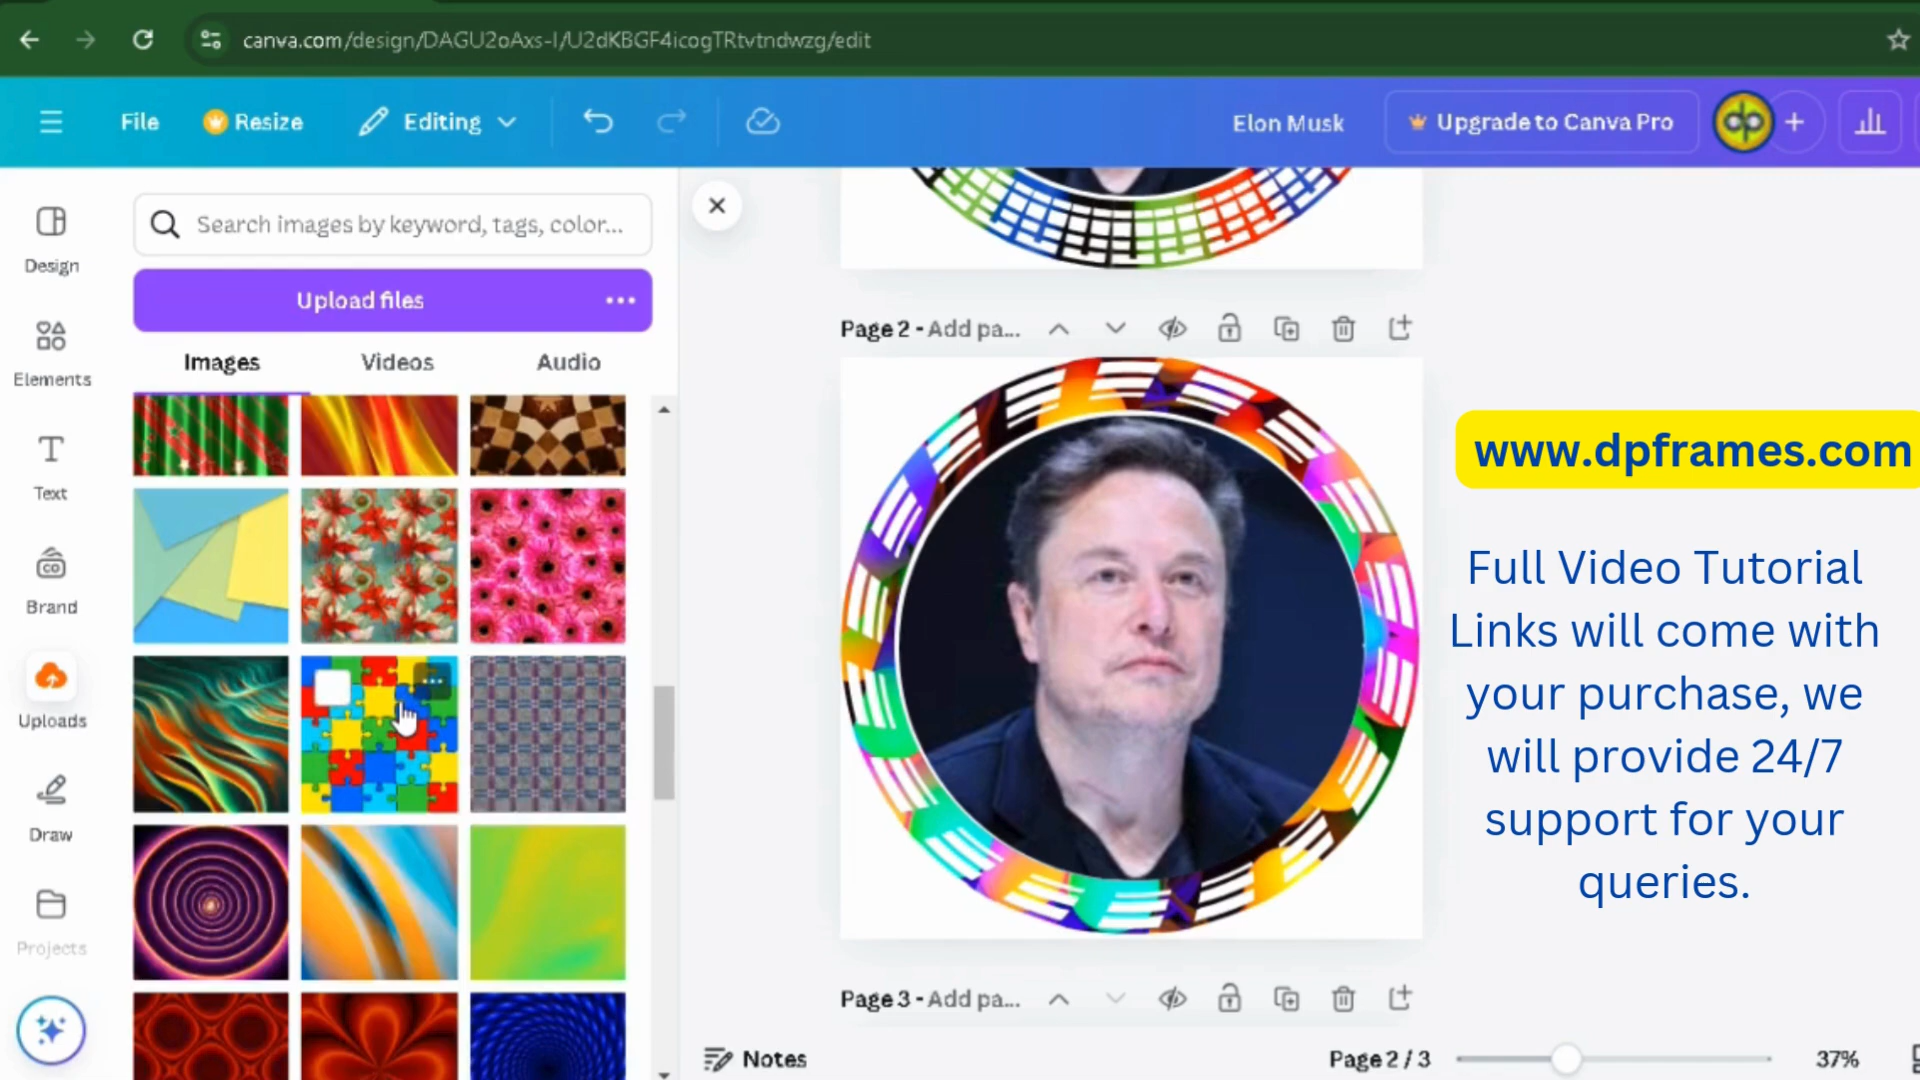 canva.com/design/DAGU2oAxs-I/U2dKBGF4icogTRtvtndwzg/edit
File
Resize
Editing
Elon Musk
Upgrade to Canva Pro
dp
Design
Elements
Text
Brand
Uploads
Draw
Projects
Search images by keyword, tags, color...
Upload files
Images
Videos
Audio
Page 2 - Add pa...
Page 3 - Add pa...
www.dpframes.com
Full Video Tutorial
Links will come with
your purchase, we
will provide 24/7
support for your
queries.
Notes
Page 2 / 3
37%